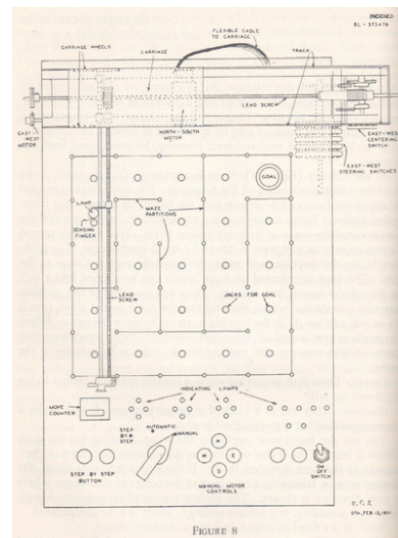 INDEXED
BL - 373476
FLEXIBLE CABLE
TO CARRIAGE
CARRIAGE WHEELS
CARRIAGE
TRACK
LEAD SCREW
EAST-
WEST
MOTOR
NORTH-SOUTH
MOTOR
EAST-WEST
CENTERING
SWITCH
EAST-WEST
STEERING SWITCHES
GOAL
LAMP
SENSING
FINGER
MAZE
PARTITIONS
LEAD
SCREW
JACKS FOR GOAL
INDICATING LAMPS
MOVE
COUNTER
STEP
BY
STEP
AUTOMATIC
MANUAL
N
W
E
S
STEP BY STEP
BUTTON
MANUAL MOTOR
CONTROLS
ON
OFF
SWITCH
FIGURE 8